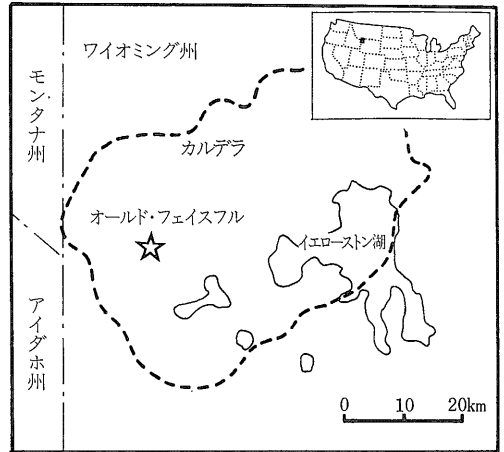 ワイオミング州
モンタナ州
カルデラ
オールド・フェイスフル
イエローストン湖
アイダホ州
0 10 20km